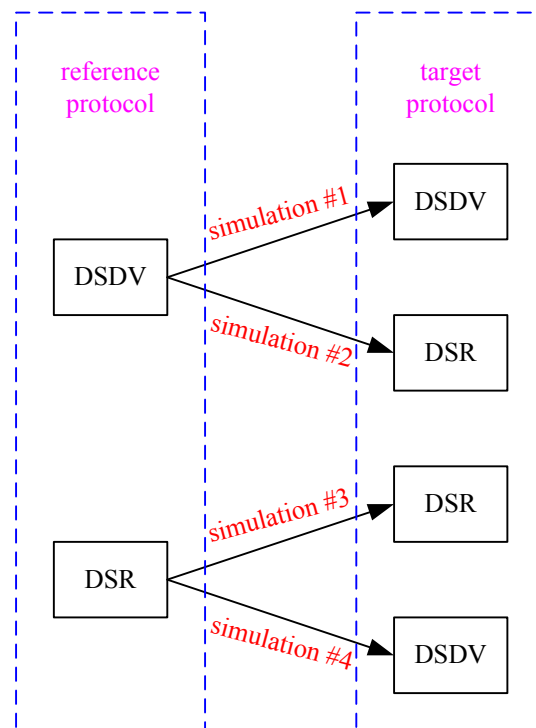 reference
protocol
target
protocol
simulation #1
DSDV
DSDV
simulation #2
DSR
simulation #3
DSR
DSR
simulation #4
DSDV